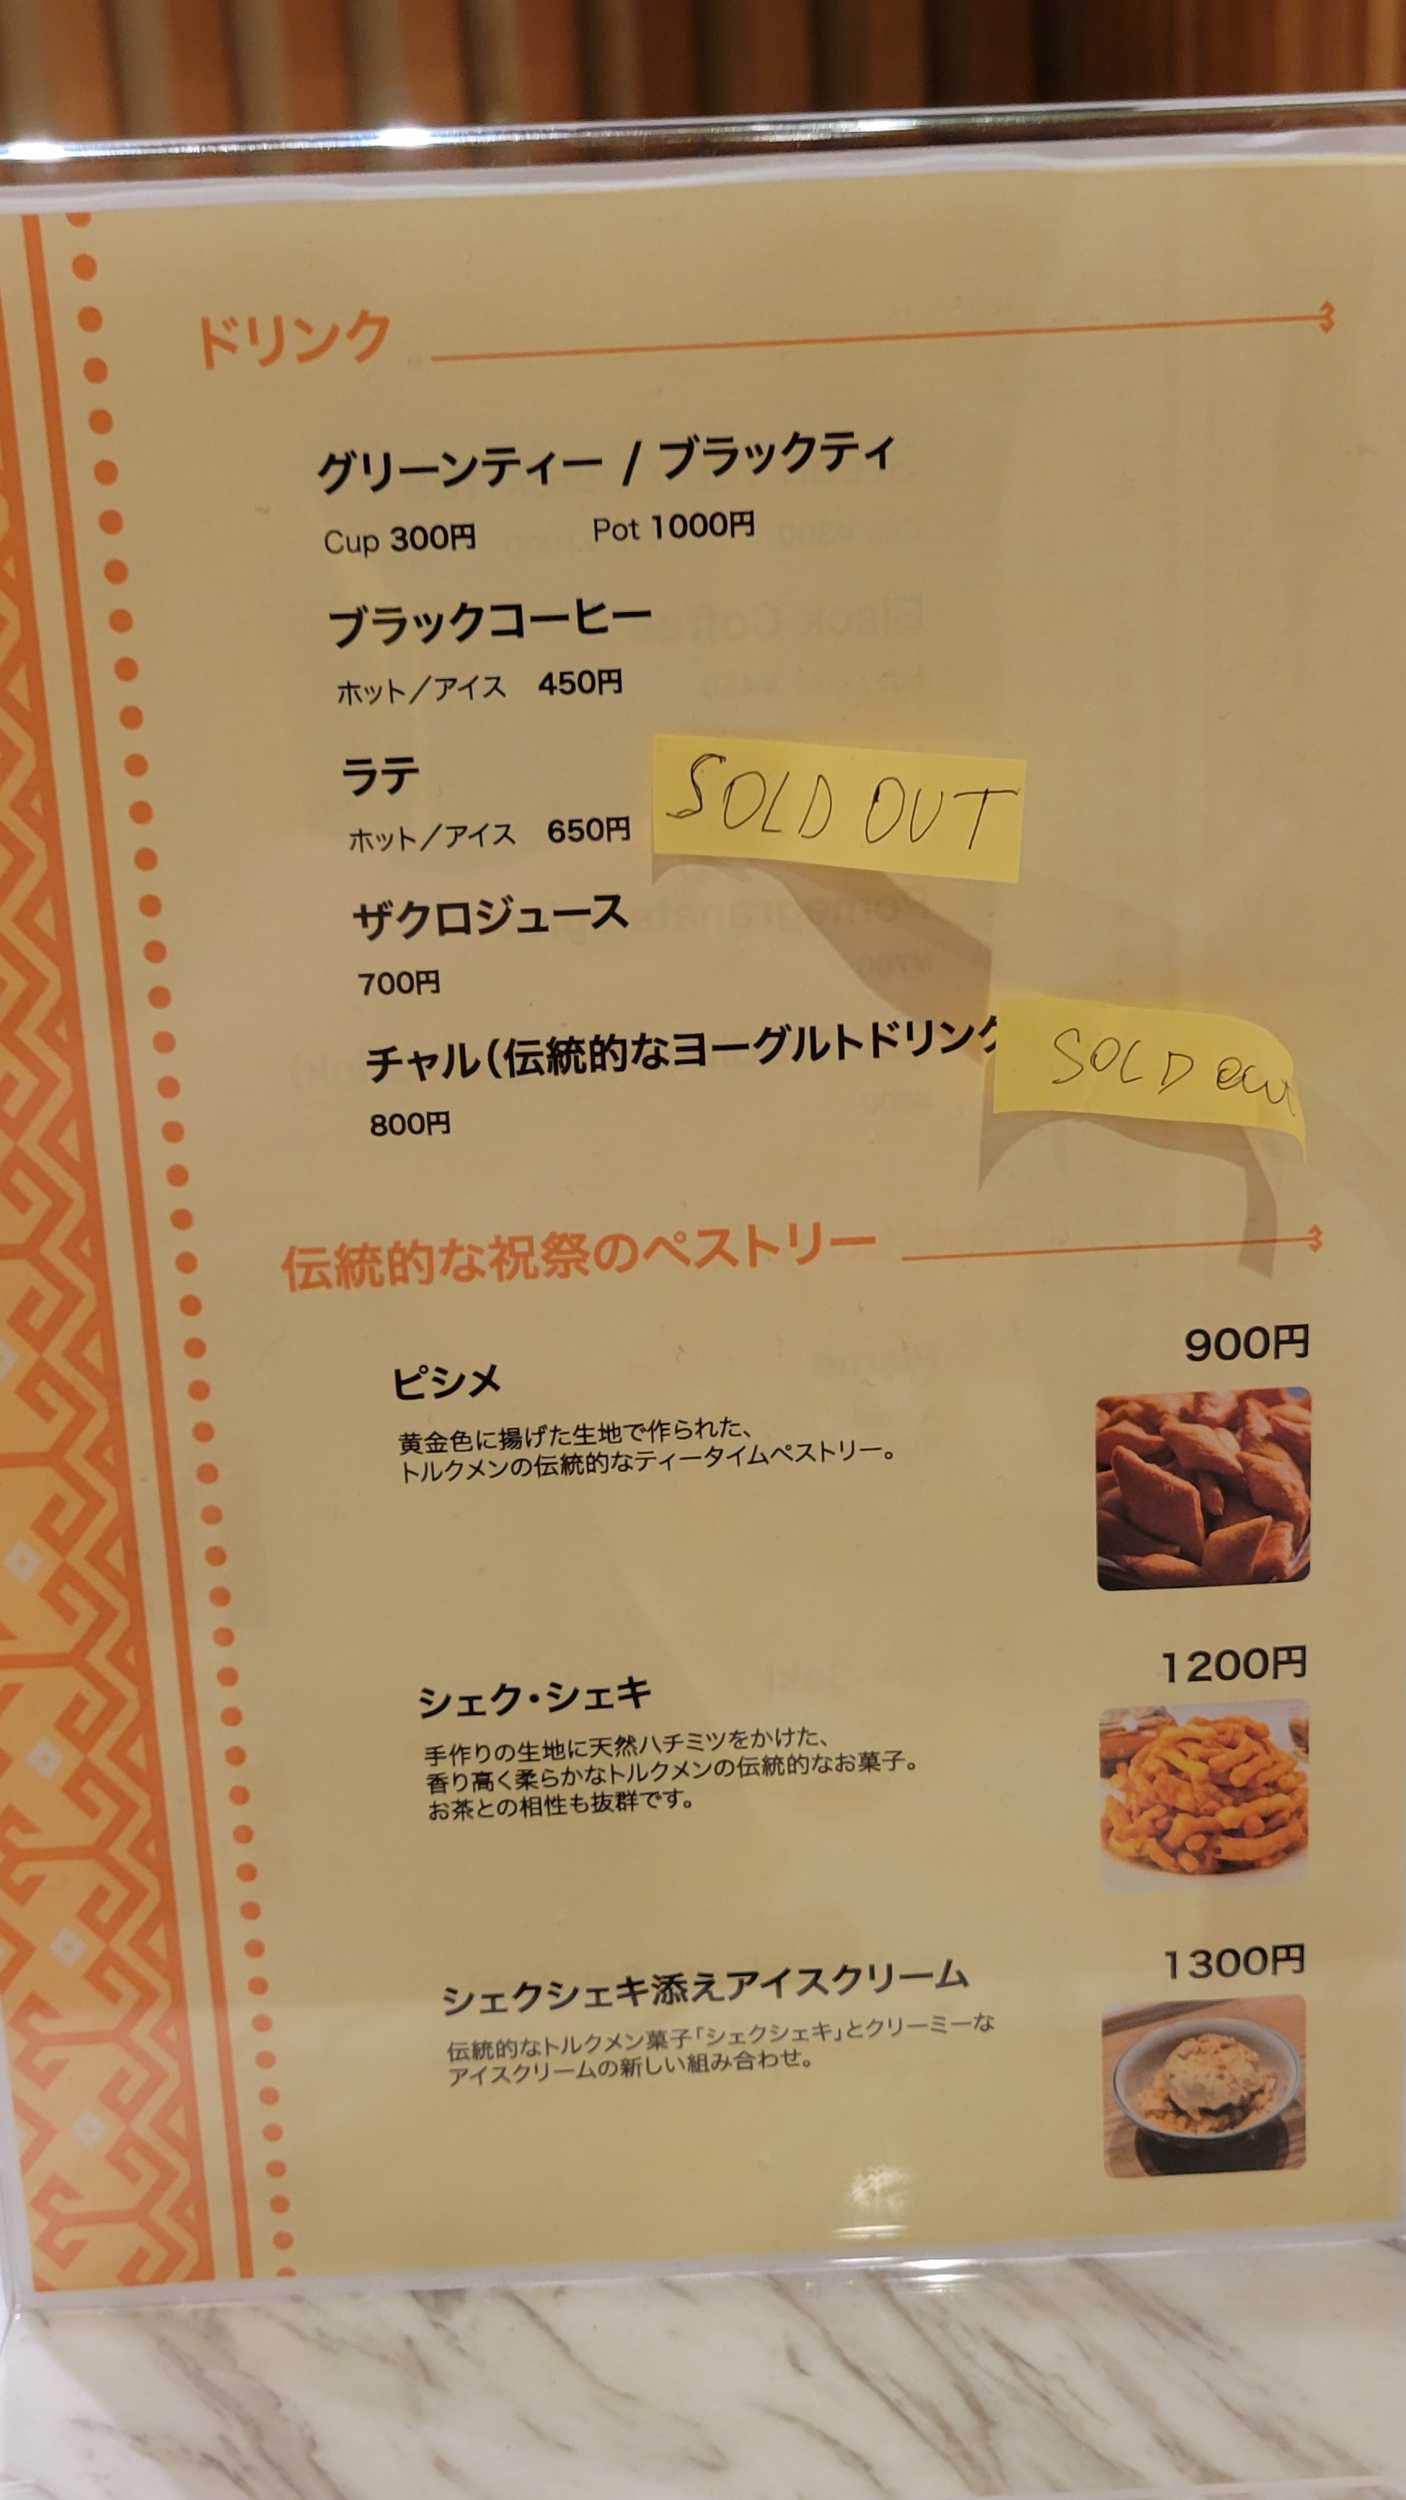 ドリンク
グリーンティー / ブラックティ
Cup 300円 Pot 1000円
ブラックコーヒー
ホット／アイス 450円
ラテ
ホット／アイス 650円
SOLD OUT
ザクロジュース
700円
チャル(伝統的なヨーグルトドリンク
SOLD OUT
800円
伝統的な祝祭のペストリー
ピシメ
900円
黄金色に揚げた生地で作られた、
トルクメンの伝統的なティータイムペストリー。
シェク・シェキ
1200円
手作りの生地に天然ハチミツをかけた、
香り高く柔らかなトルクメンの伝統的なお菓子。
お茶との相性も抜群です。
シェクシェキ添えアイスクリーム
1300円
伝統的なトルクメン菓子「シェクシェキ」とクリーミーな
アイスクリームの新しい組み合わせ。